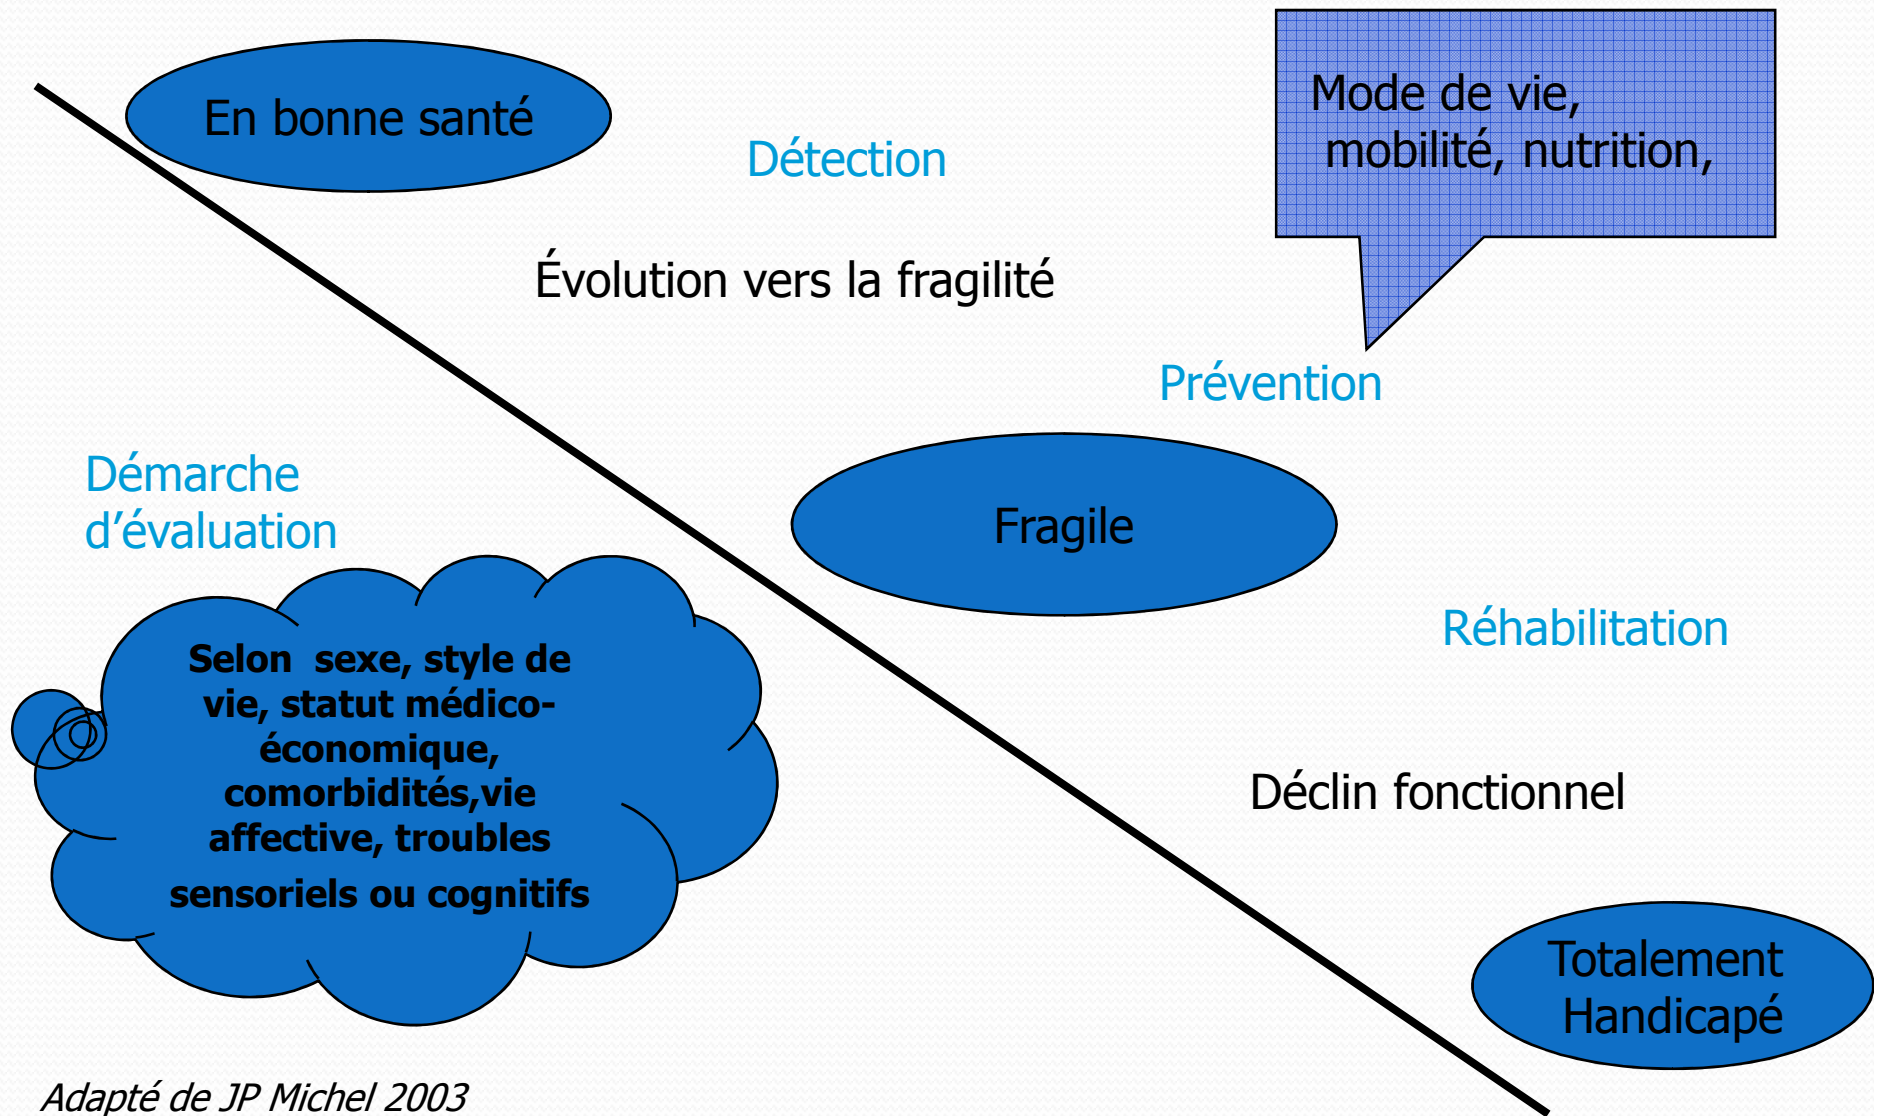 En bonne santé
Mode de vie,
mobilité, nutrition,
Détection
Évolution vers la fragilité
Prévention
Démarche
d’évaluation
Fragile
Réhabilitation
Selon sexe, style de
vie, statut médico-
économique,
comorbidités,vie
affective, troubles
sensoriels ou cognitifs
Déclin fonctionnel
Totalement
Handicapé
Adapté de JP Michel 2003